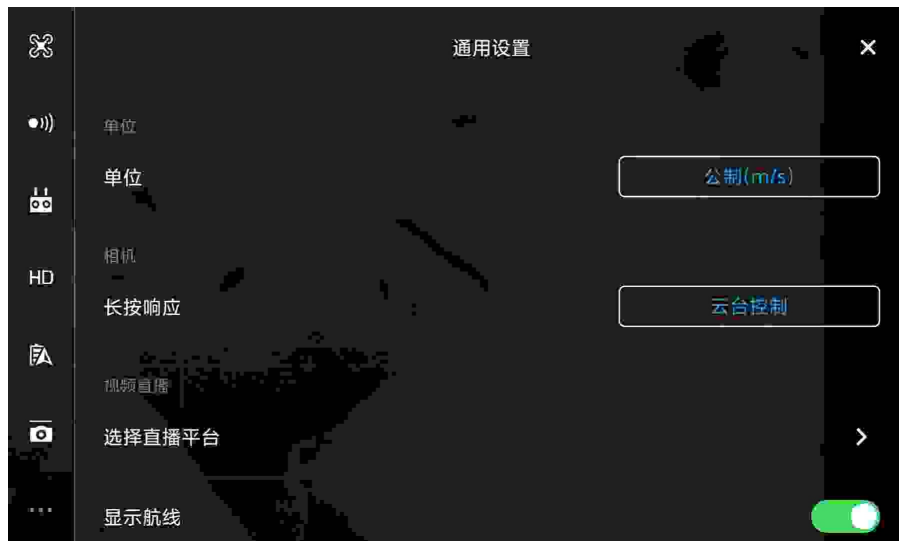 通用设置
单位
单位
公制(m/s)
相机
HD
长按响应
云台控制
视频直播
选择直播平台
显示航线